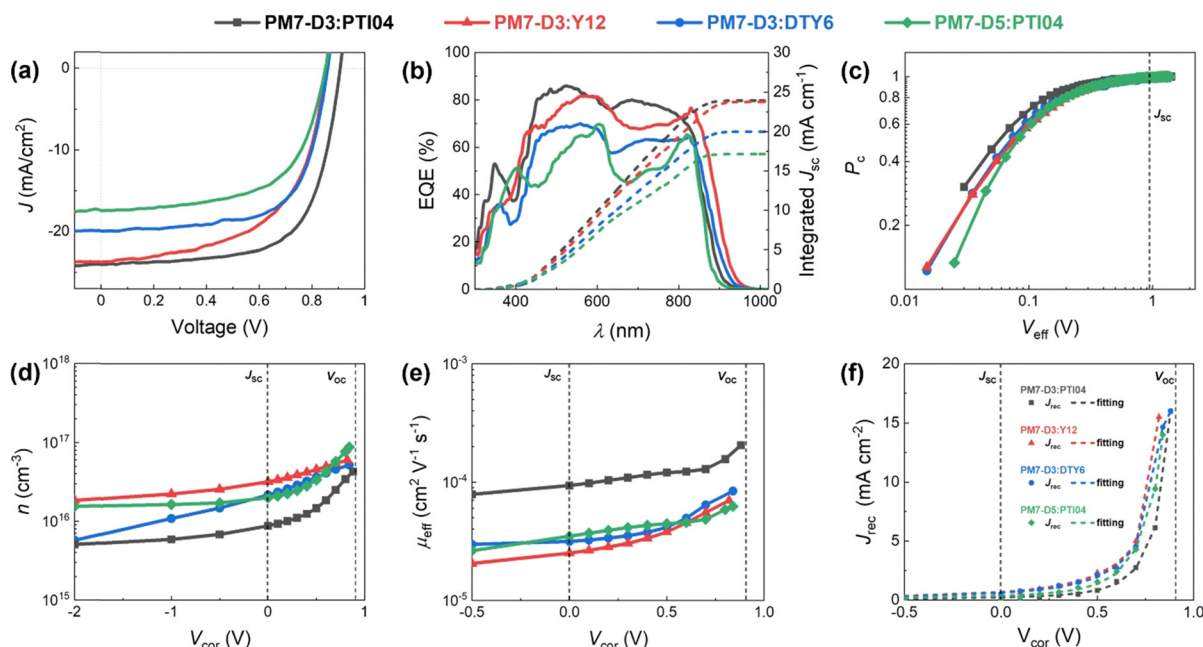 PM7-D3:PTI04 PM7-D3:Y12 PM7-D3:DTY6 PM7-D5:PTI04
(a)
0
-10
-20
J (mA/cm²)
0 0.2 0.4 0.6 0.8 1
Voltage (V)
(b)
100
80
60
40
20
0
EQE (%)
30
25
20
15
10
5
0
Integrated Jsc (mA cm⁻²)
400 600 800 1000
λ (nm)
(c)
1.0
0.8
0.6
0.4
0.2
Pc
Jsc
0.01 0.1 1
Veff (V)
(d)
10¹⁸
10¹⁷
10¹⁶
10¹⁵
n (cm⁻³)
Jsc Voc
-2 -1 0 1
Vcor (V)
(e)
10⁻³
10⁻⁴
10⁻⁵
μeff (cm² V⁻¹ s⁻¹)
Jsc Voc
-0.5 0.0 0.5 1.0
Vcor (V)
(f)
20
15
10
5
0
Jrec (mA cm⁻²)
Jsc Voc
PM7-D3:PTI04
Jrec fitting
PM7-D3:Y12
Jrec fitting
PM7-D3:DTY6
Jrec fitting
PM7-D5:PTI04
Jrec fitting
-0.5 0.0 0.5 1.0
Vcor (V)